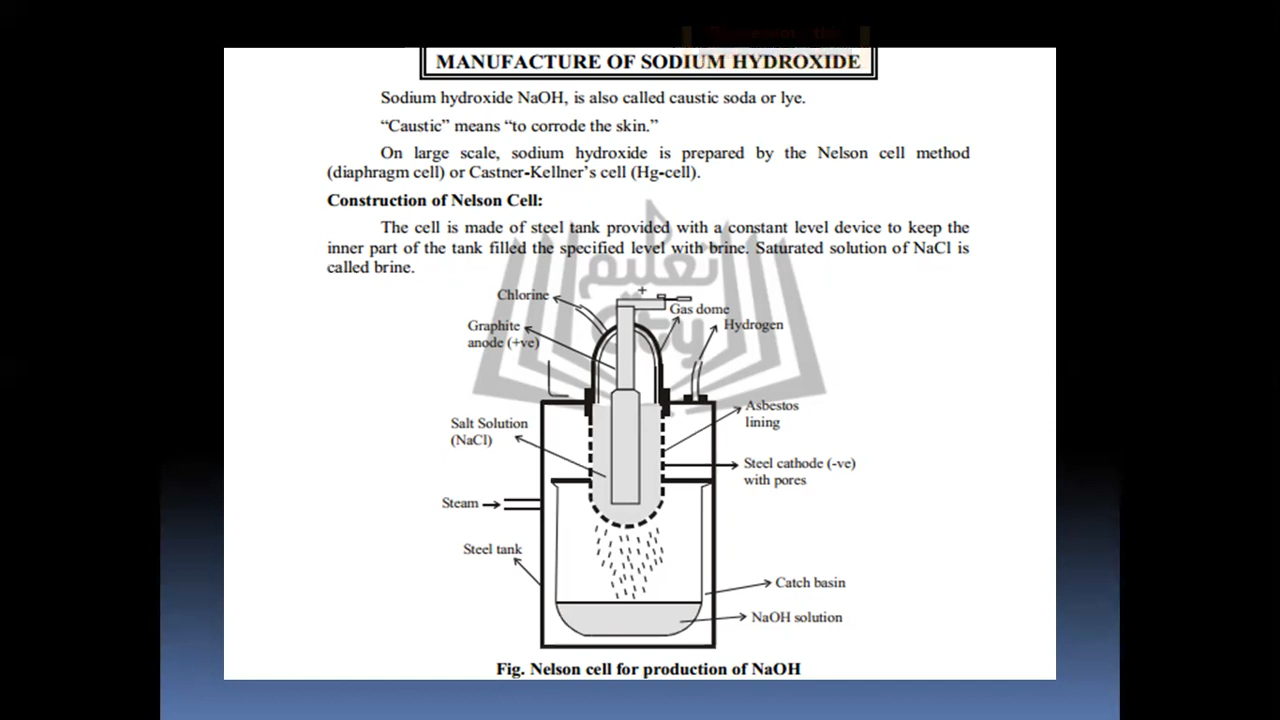 MANUFACTURE OF SODIUM HYDROXIDE
Sodium hydroxide NaOH, is also called caustic soda or lye.
“Caustic” means “to corrode the skin.”
On large scale, sodium hydroxide is prepared by the Nelson cell method
(diaphragm cell) or Castner-Kellner’s cell (Hg-cell).
Construction of Nelson Cell:
The cell is made of steel tank provided with a constant level device to keep the
inner part of the tank filled the specified level with brine. Saturated solution of NaCl is
called brine.
تعليم
City
+
Chlorine
Gas dome
Graphite
anode (+ve)
Hydrogen
Asbestos
lining
Salt Solution
(NaCl)
Steel cathode (-ve)
with pores
Steam
Steel tank
Catch basin
NaOH solution
Fig. Nelson cell for production of NaOH